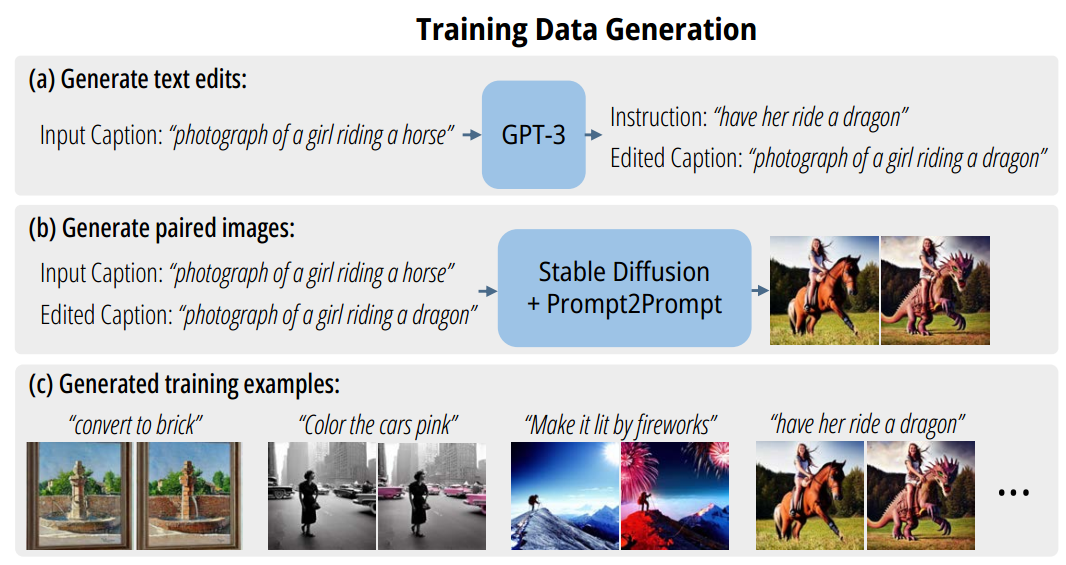 Training Data Generation
(a) Generate text edits:
Input Caption: “photograph of a girl riding a horse”
GPT-3
Instruction: “have her ride a dragon”
Edited Caption: “photograph of a girl riding a dragon”
(b) Generate paired images:
Input Caption: “photograph of a girl riding a horse”
Edited Caption: “photograph of a girl riding a dragon”
Stable Diffusion
+ Prompt2Prompt
(c) Generated training examples:
“convert to brick”
“Color the cars pink”
“Make it lit by fireworks”
“have her ride a dragon”
...